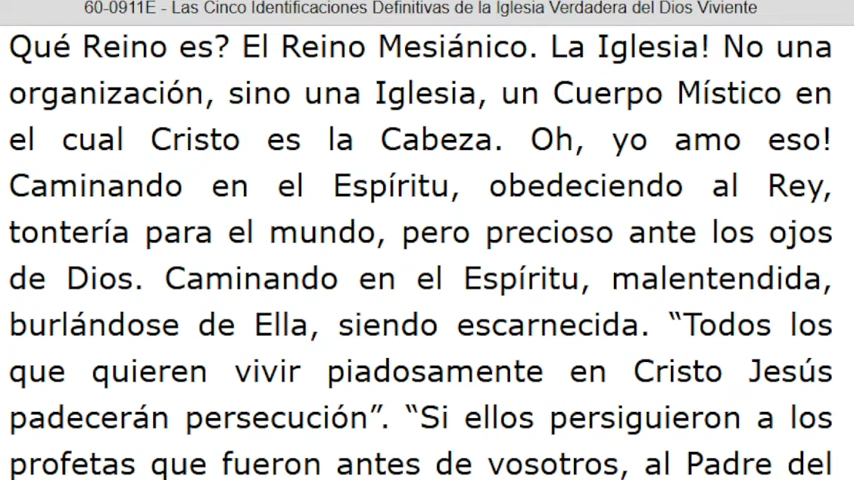 60-0911E - Las Cinco Identificaciones Definitivas de la Iglesia Verdadera del Dios Viviente
Qué Reino es? El Reino Mesiánico. La Iglesia! No una
organización, sino una Iglesia, un Cuerpo Místico en
el cual Cristo es la Cabeza. Oh, yo amo eso!
Caminando en el Espíritu, obedeciendo al Rey,
tontería para el mundo, pero precioso ante los ojos
de Dios. Caminando en el Espíritu, malentendida,
burlándose de Ella, siendo escarnecida. “Todos los
que quieren vivir piadosamente en Cristo Jesús
padecerán persecución”. “Si ellos persiguieron a los
profetas que fueron antes de vosotros, al Padre del